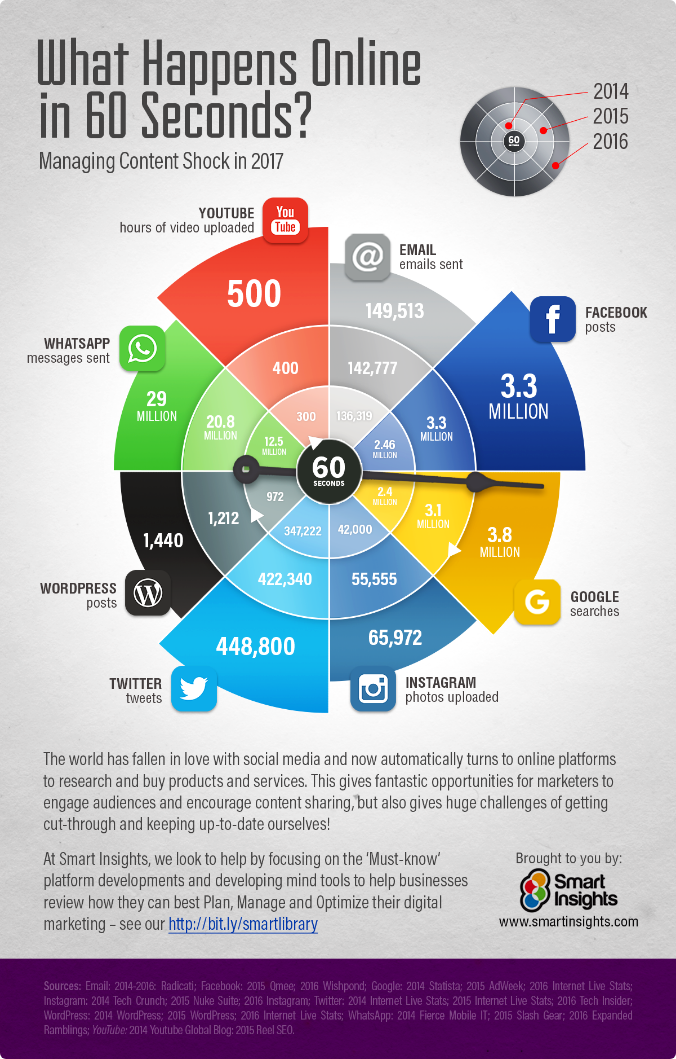 What Happens Online
in 60 Seconds?
Managing Content Shock in 2017
2014
2015
2016
60
SECONDS
YOUTUBE
hours of video uploaded
You
Tube
500
400
300
@
EMAIL
emails sent
149,513
142,777
136,319
f
FACEBOOK
posts
3.3
MILLION
3.3
MILLION
2.46
MILLION
WHATSAPP
messages sent
29
MILLION
20.8
MILLION
12.5
MILLION
60
SECONDS
972
1,212
1,440
WORDPRESS
posts
347,222
422,340
448,800
TWITTER
tweets
42,000
55,555
65,972
INSTAGRAM
photos uploaded
2.4
MILLION
3.1
MILLION
3.8
MILLION
G
GOOGLE
searches
The world has fallen in love with social media and now automatically turns to online platforms
to research and buy products and services. This gives fantastic opportunities for marketers to
engage audiences and encourage content sharing, but also gives huge challenges of getting
cut-through and keeping up-to-date ourselves!
At Smart Insights, we look to help by focusing on the ‘Must-know’
platform developments and developing mind tools to help businesses
review how they can best Plan, Manage and Optimize their digital
marketing – see our http://bit.ly/smartlibrary
Brought to you by:
Smart
Insights
www.smartinsights.com
Sources: Email: 2014-2016: Radicati; Facebook: 2015 Qmee; 2016 Wishpond; Google: 2014 Statista; 2015 AdWeek; 2016 Internet Live Stats;
Instagram: 2014 Tech Crunch; 2015 Nuke Suite; 2016 Instagram; Twitter: 2014 Internet Live Stats; 2015 Internet Live Stats; 2016 Tech Insider;
WordPress: 2014 WordPress; 2015 WordPress; 2016 Internet Live Stats; WhatsApp: 2014 Fierce Mobile IT; 2015 Slash Gear; 2016 Expanded
Ramblings; YouTube: 2014 Youtube Global Blog: 2015 Reel SEO.